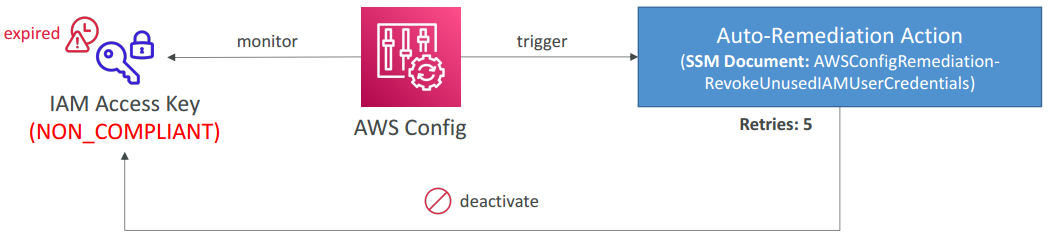 expired
monitor
trigger
IAM Access Key
(NON_COMPLIANT)
AWS Config
Auto-Remediation Action
(SSM Document: AWSConfigRemediation-
RevokeUnusedIAMUserCredentials)
Retries: 5
deactivate